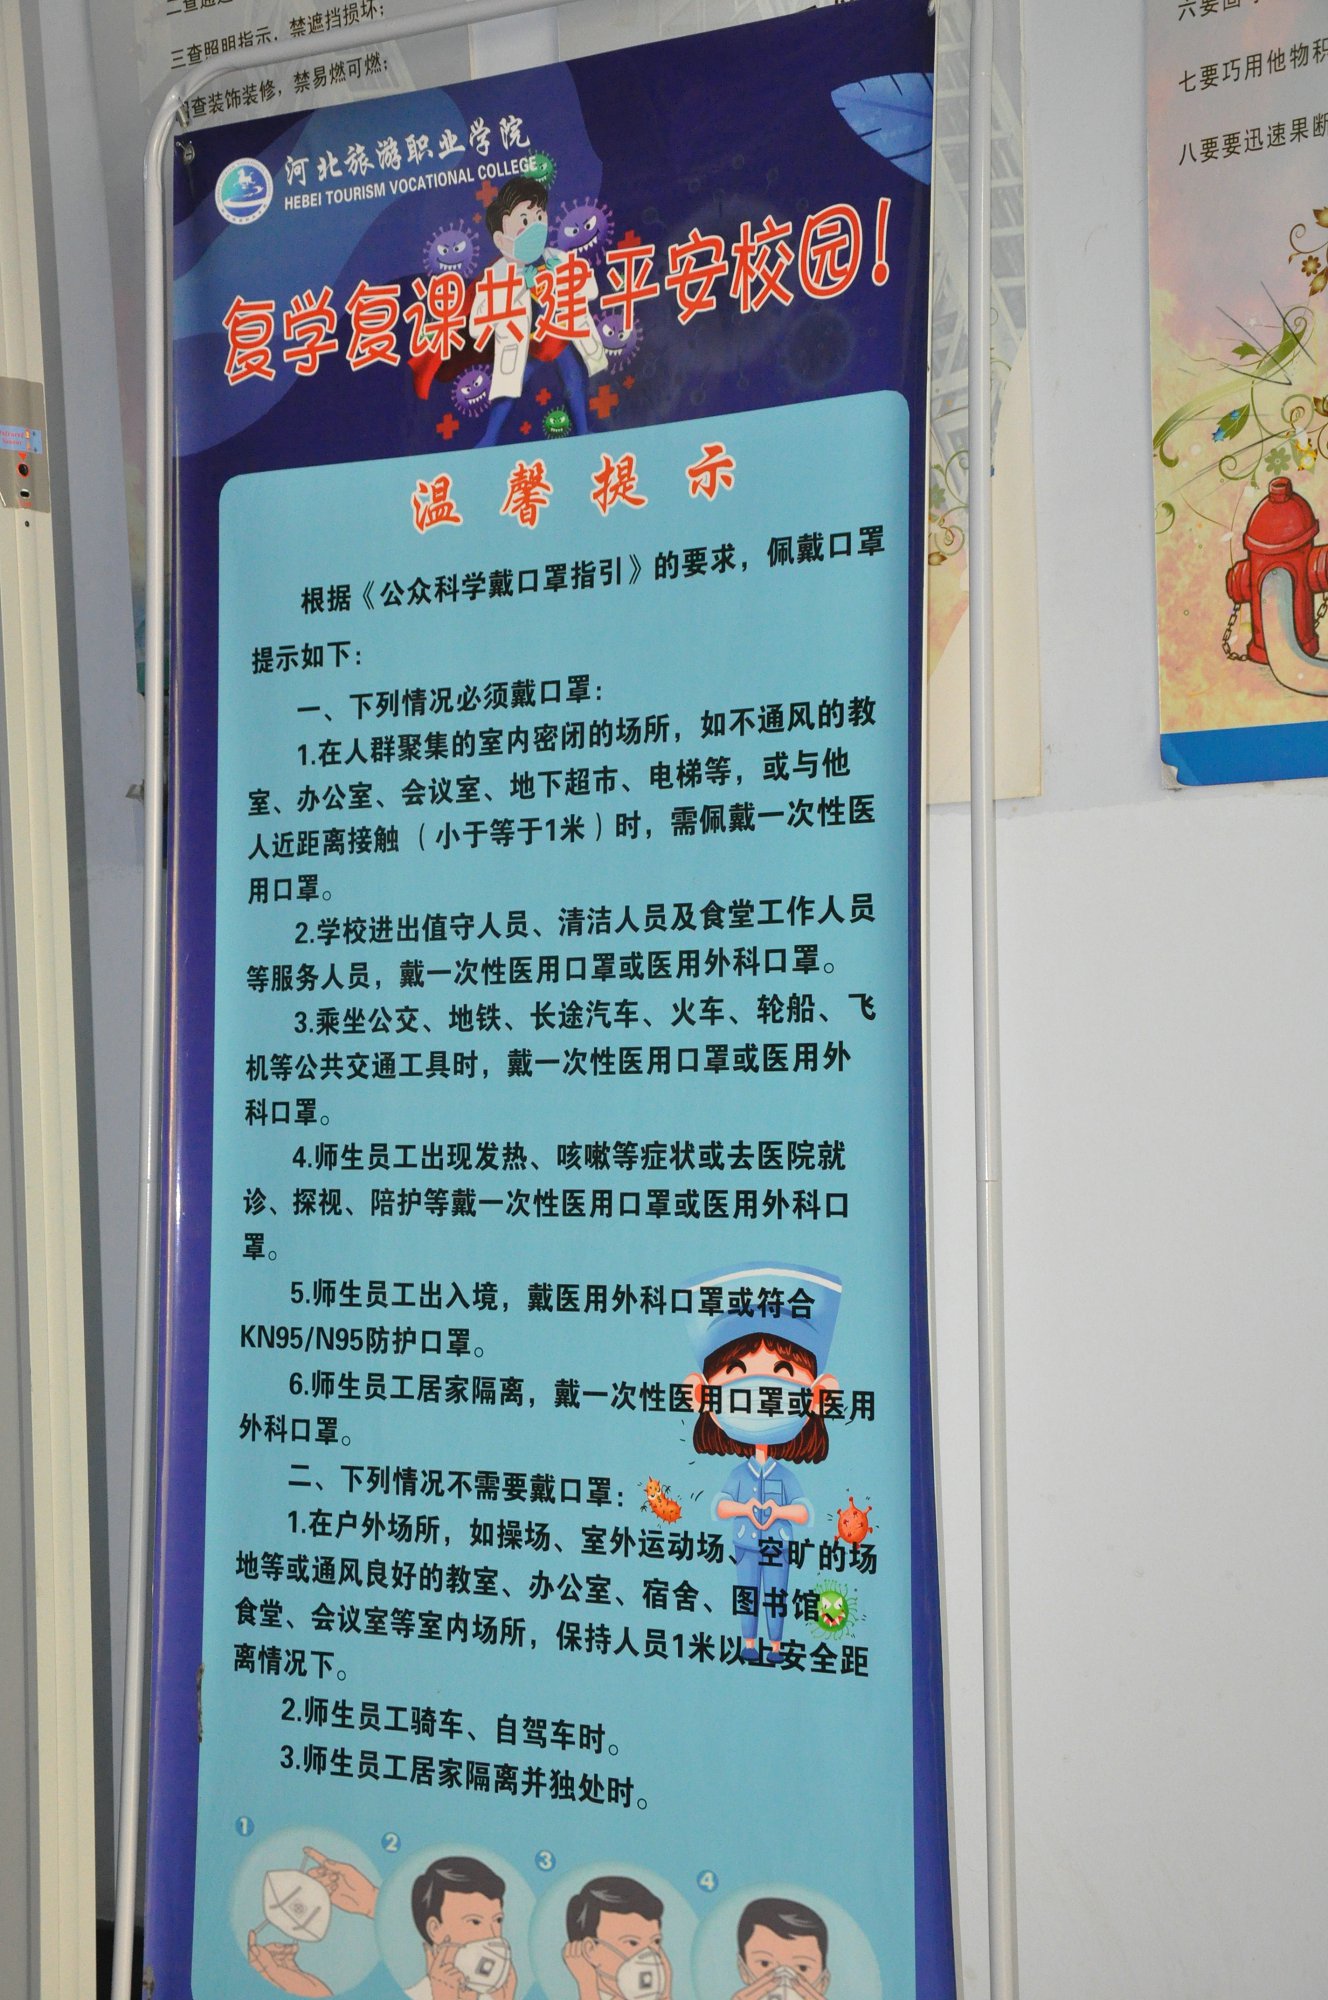 三查照明指示，禁遮挡损坏；
查装饰装修，禁易燃可燃；
七要巧用他物积
八要要迅速果断
河北旅游职业学院
HEBEI TOURISM VOCATIONAL COLLEGE
复学复课共建平安校园！
温馨提示
根据《公众科学戴口罩指引》的要求，佩戴口罩
提示如下：
一、下列情况必须戴口罩：
1.在人群聚集的室内密闭的场所，如不通风的教
室、办公室、会议室、地下超市、电梯等，或与他
人近距离接触（小于等于1米）时，需佩戴一次性医
用口罩。
2.学校进出值守人员、清洁人员及食堂工作人员
等服务人员，戴一次性医用口罩或医用外科口罩。
3.乘坐公交、地铁、长途汽车、火车、轮船、飞
机等公共交通工具时，戴一次性医用口罩或医用外
科口罩。
4.师生员工出现发热、咳嗽等症状或去医院就
诊、探视、陪护等戴一次性医用口罩或医用外科口
罩。
5.师生员工出入境，戴医用外科口罩或符合
KN95/N95防护口罩。
6.师生员工居家隔离，戴一次性医用口罩或医用
外科口罩。
二、下列情况不需要戴口罩：
1.在户外场所，如操场、室外运动场、空旷的场
地等或通风良好的教室、办公室、宿舍、图书馆、
食堂、会议室等室内场所，保持人员1米以上安全距
离情况下。
2.师生员工骑车、自驾车时。
3.师生员工居家隔离并独处时。
1
2
3
4